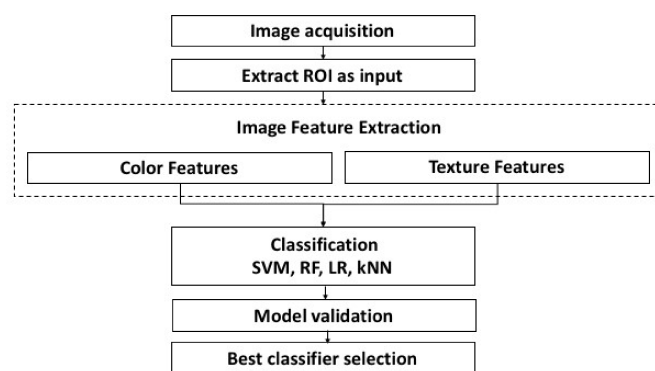 Image acquisition
Extract ROI as input
Image Feature Extraction
Color Features
Texture Features
Classification
SVM, RF, LR, kNN
Model validation
Best classifier selection